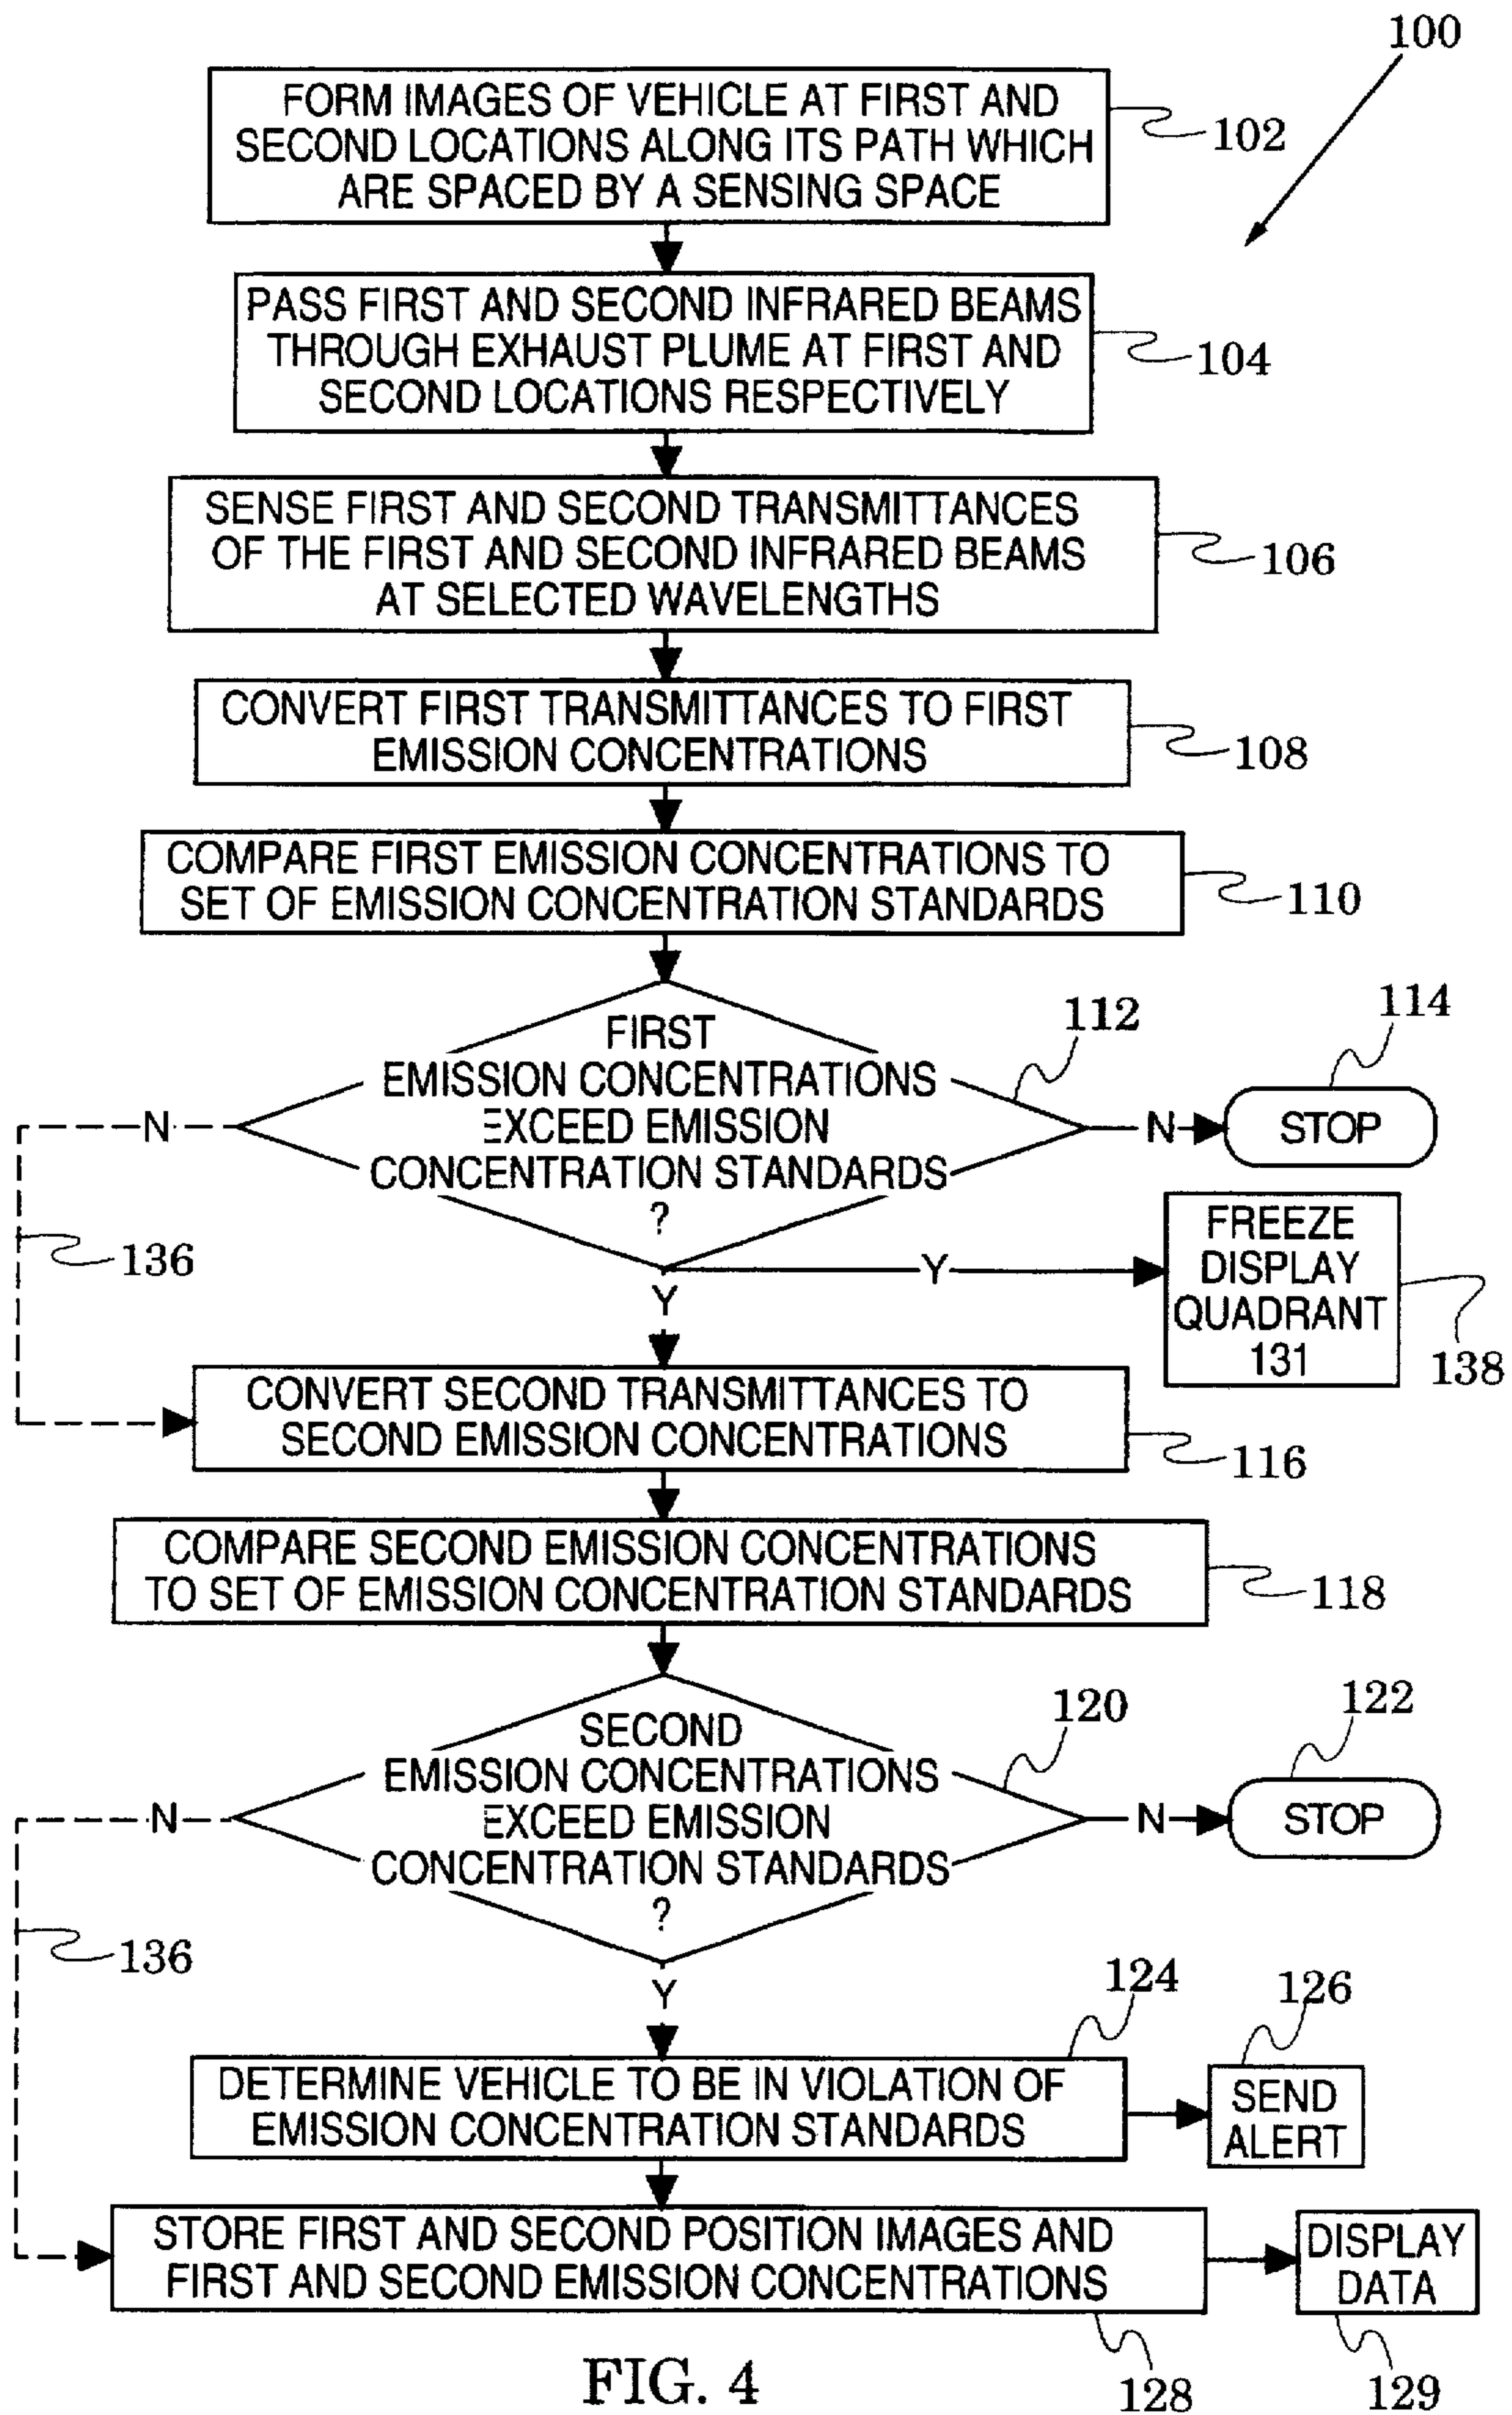 100
FORM IMAGES OF VEHICLE AT FIRST AND
SECOND LOCATIONS ALONG ITS PATH WHICH
ARE SPACED BY A SENSING SPACE
102
PASS FIRST AND SECOND INFRARED BEAMS
THROUGH EXHAUST PLUME AT FIRST AND
SECOND LOCATIONS RESPECTIVELY
104
SENSE FIRST AND SECOND TRANSMITTANCES
OF THE FIRST AND SECOND INFRARED BEAMS
AT SELECTED WAVELENGTHS
106
CONVERT FIRST TRANSMITTANCES TO FIRST
EMISSION CONCENTRATIONS
108
COMPARE FIRST EMISSION CONCENTRATIONS TO
SET OF EMISSION CONCENTRATION STANDARDS
110
FIRST
EMISSION CONCENTRATIONS
EXCEED EMISSION
CONCENTRATION STANDARDS
?
112
N
114
STOP
N
136
Y
Y
FREEZE
DISPLAY
QUADRANT
131
138
CONVERT SECOND TRANSMITTANCES TO
SECOND EMISSION CONCENTRATIONS
116
COMPARE SECOND EMISSION CONCENTRATIONS
TO SET OF EMISSION CONCENTRATION STANDARDS
118
SECOND
EMISSION CONCENTRATIONS
EXCEED EMISSION
CONCENTRATION STANDARDS
?
120
N
122
STOP
N
136
Y
124
126
DETERMINE VEHICLE TO BE IN VIOLATION OF
EMISSION CONCENTRATION STANDARDS
SEND
ALERT
STORE FIRST AND SECOND POSITION IMAGES AND
FIRST AND SECOND EMISSION CONCENTRATIONS
DISPLAY
DATA
128
129
FIG. 4